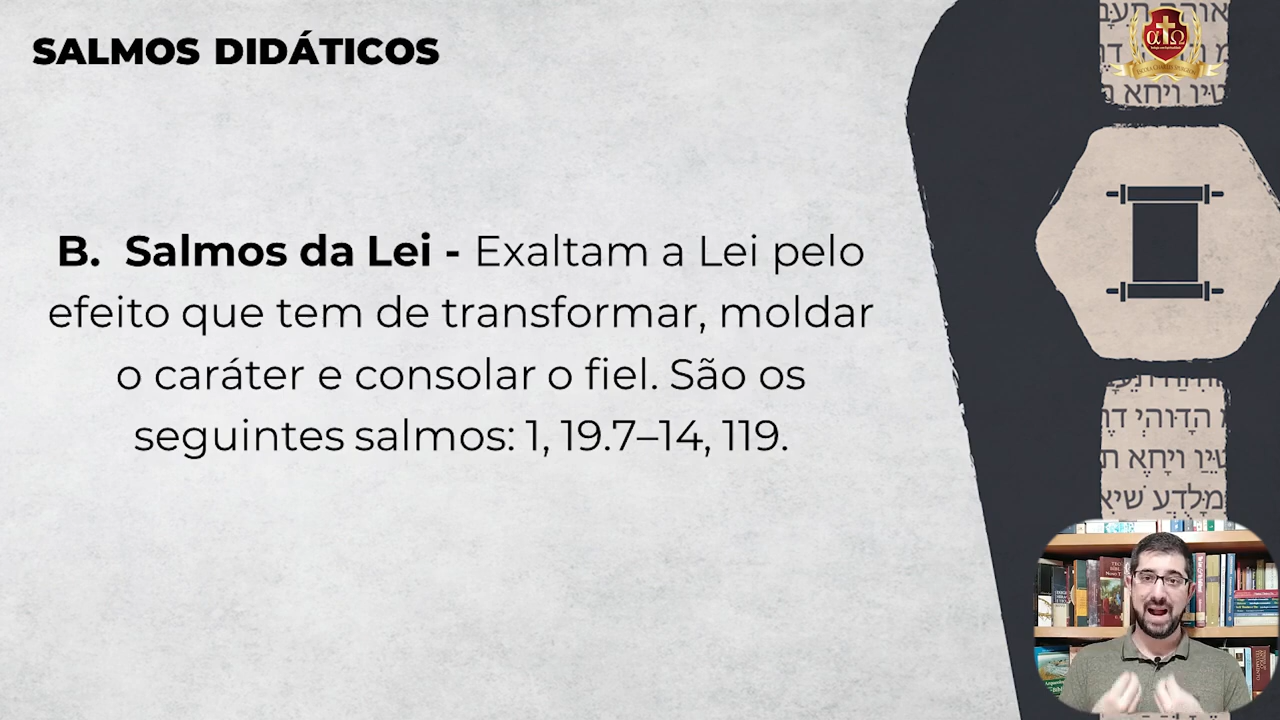 SALMOS DIDÁTICOS
B. Salmos da Lei - Exaltam a Lei pelo
efeito que tem de transformar, moldar
o caráter e consolar o fiel. São os
seguintes salmos: 1, 19.7–14, 119.